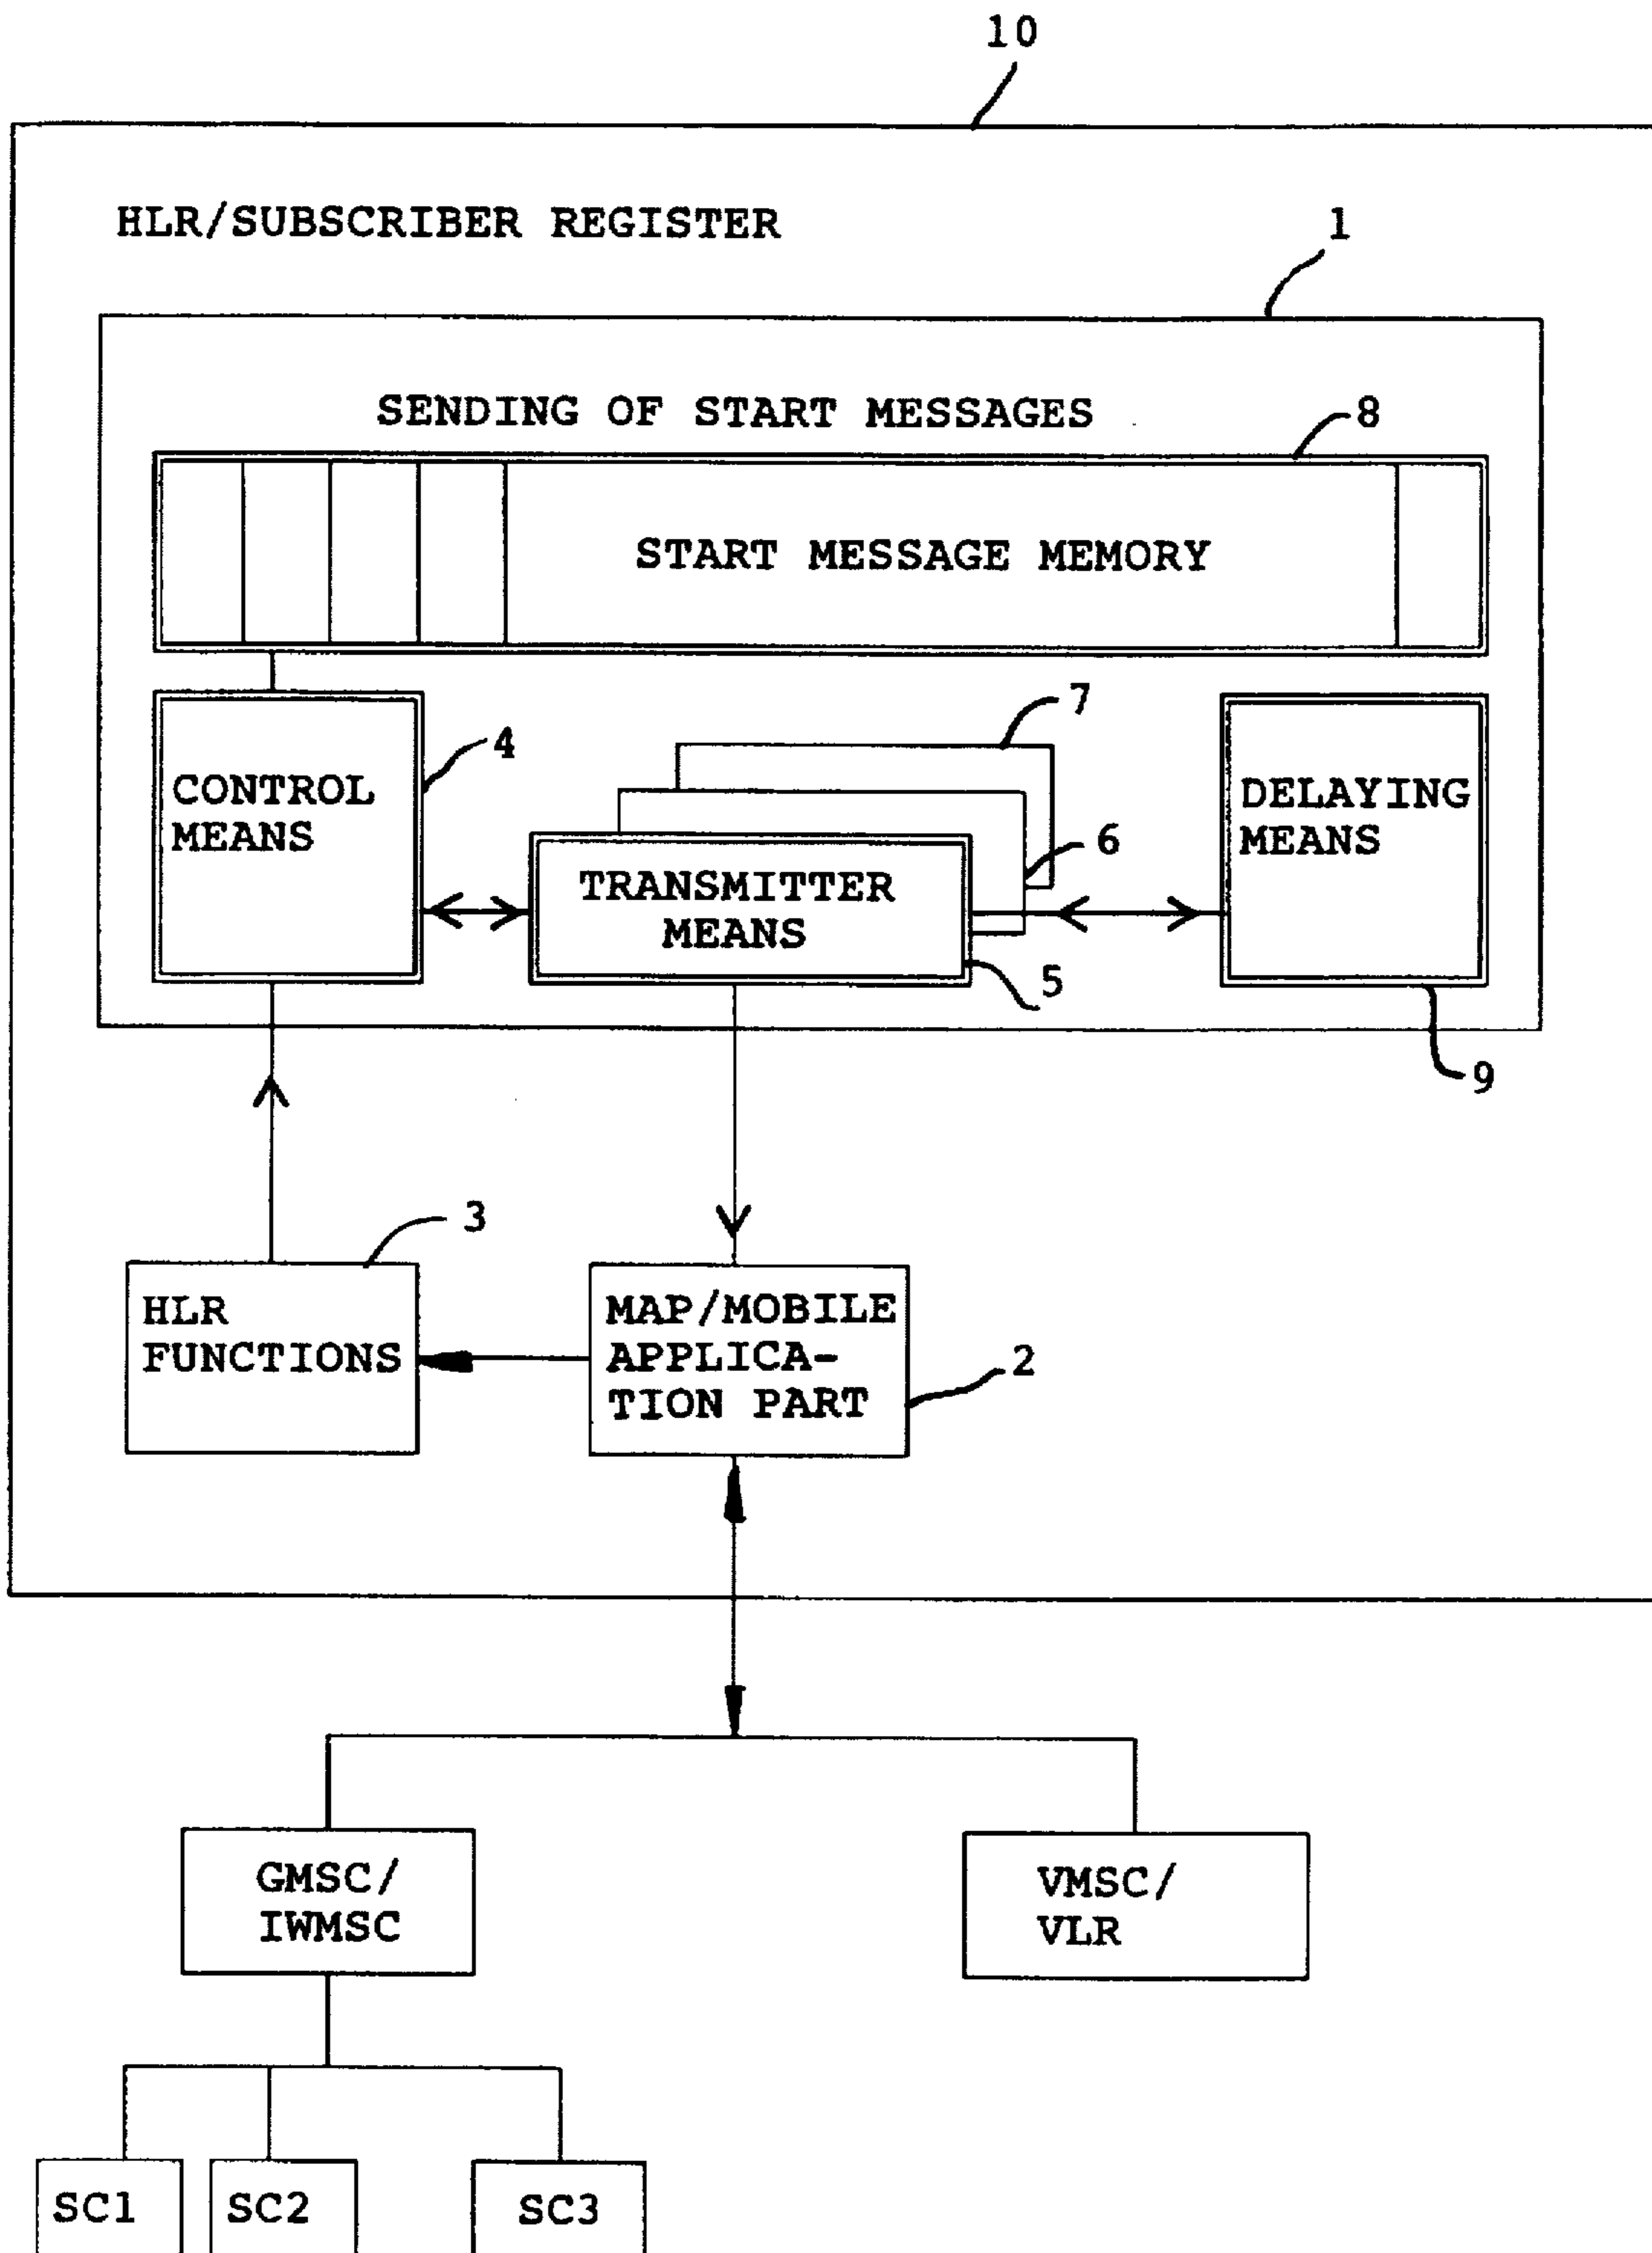 10
HLR/SUBSCRIBER REGISTER
1
SENDING OF START MESSAGES
8
START MESSAGE MEMORY
7
4
CONTROL
MEANS
DELAYING
MEANS
6
TRANSMITTER
MEANS
5
9
3
HLR
FUNCTIONS
MAP/MOBILE
APPLICA-
TION PART
2
GMSC/
IWMSC
VMSC/
VLR
SC1
SC2
SC3